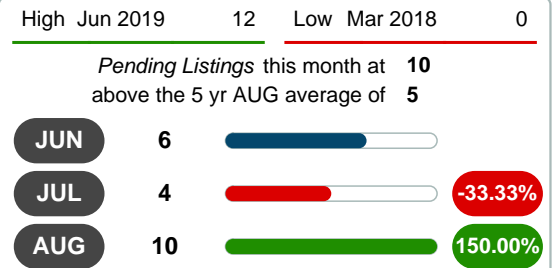 High Jun 2019 12 Low Mar 2018 0
Pending Listings this month at 10
above the 5 yr AUG average of 5
JUN 6
JUL 4 -33.33%
AUG 10 150.00%